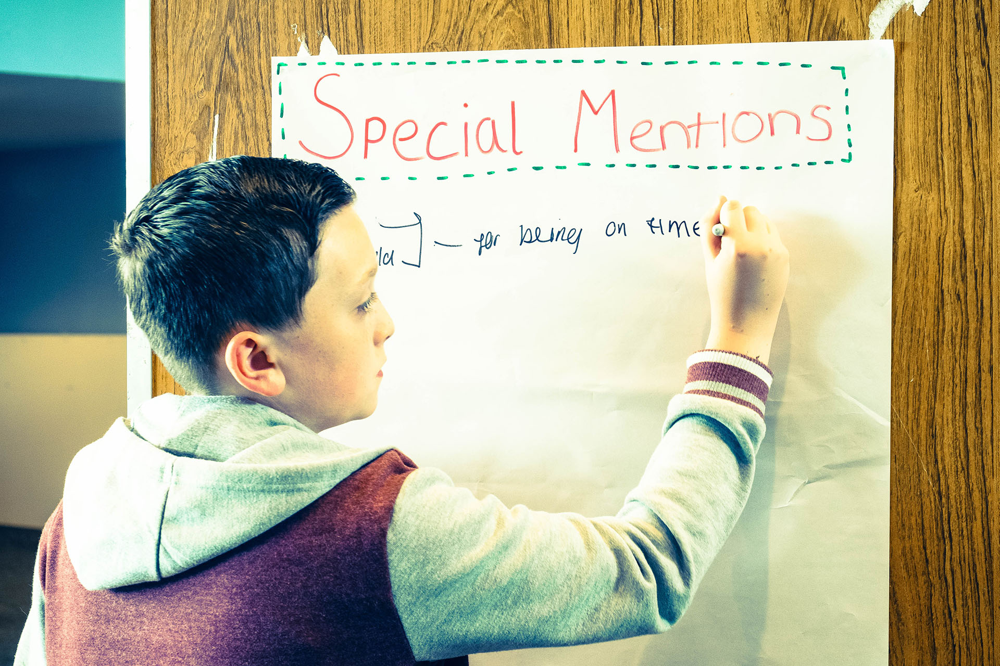 Special Mentions
— for being on time